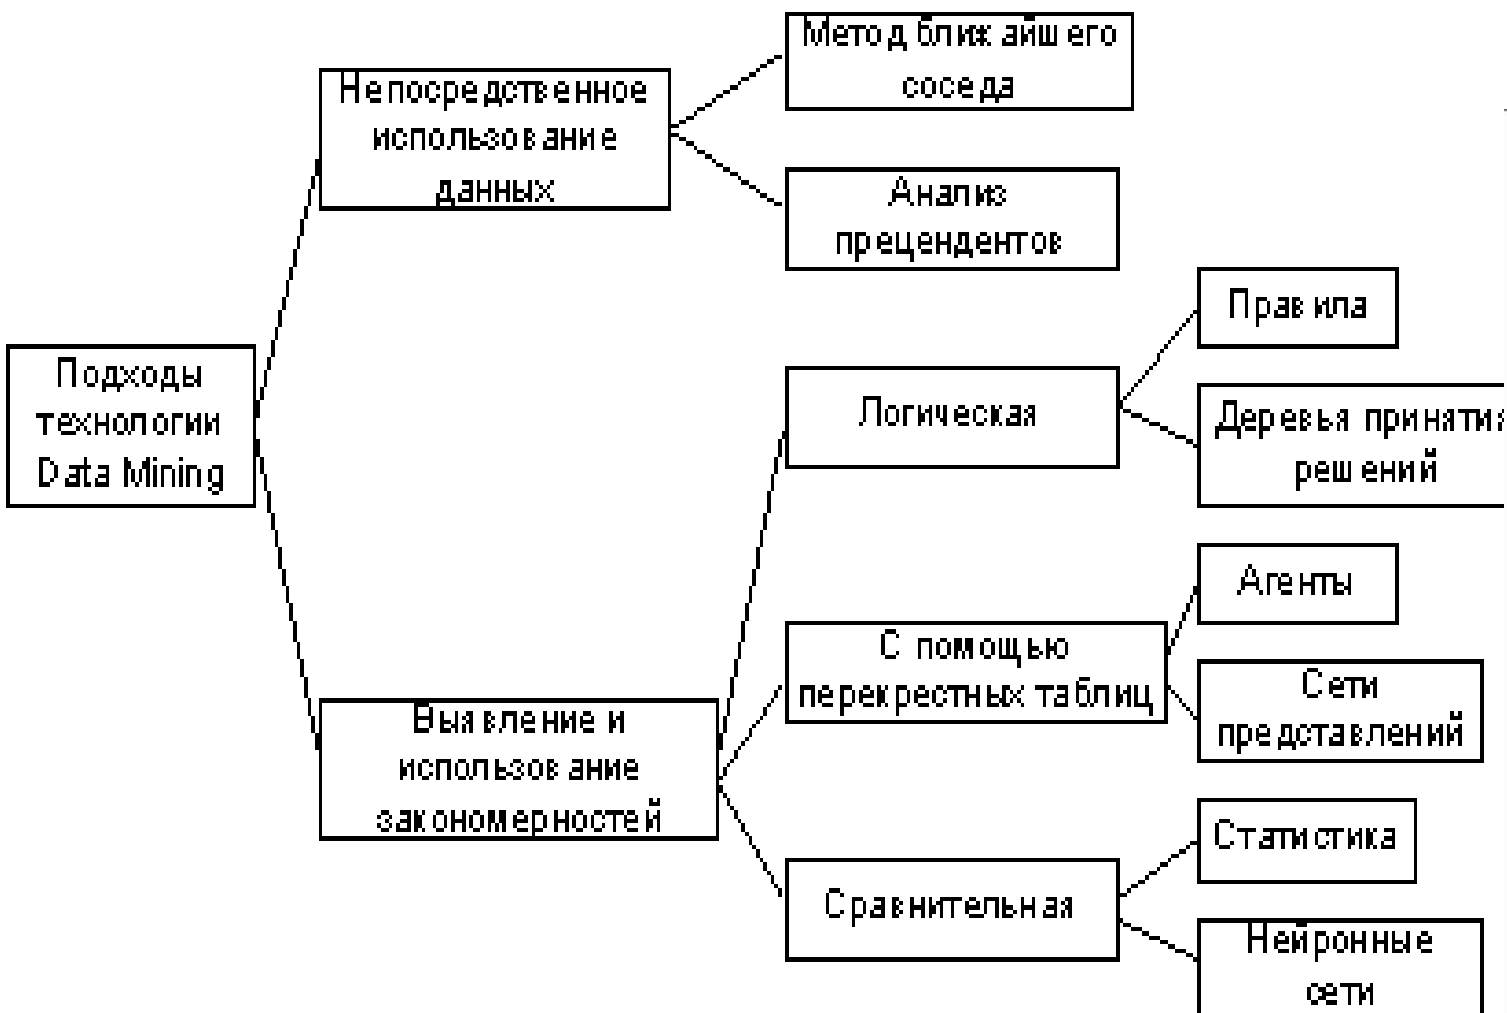 Метод ближайшего
соседа
Непосредственное
использование
данных
Анализ
прецендентов
Правила
Подходы
технологии
Data Mining
Логическая
Деревья принятия
решений
Агенты
С помощью
перекрестных таблиц
Сети
представлений
Выявление и
использование
закономерностей
Статистика
Сравнительная
Нейронные
сети